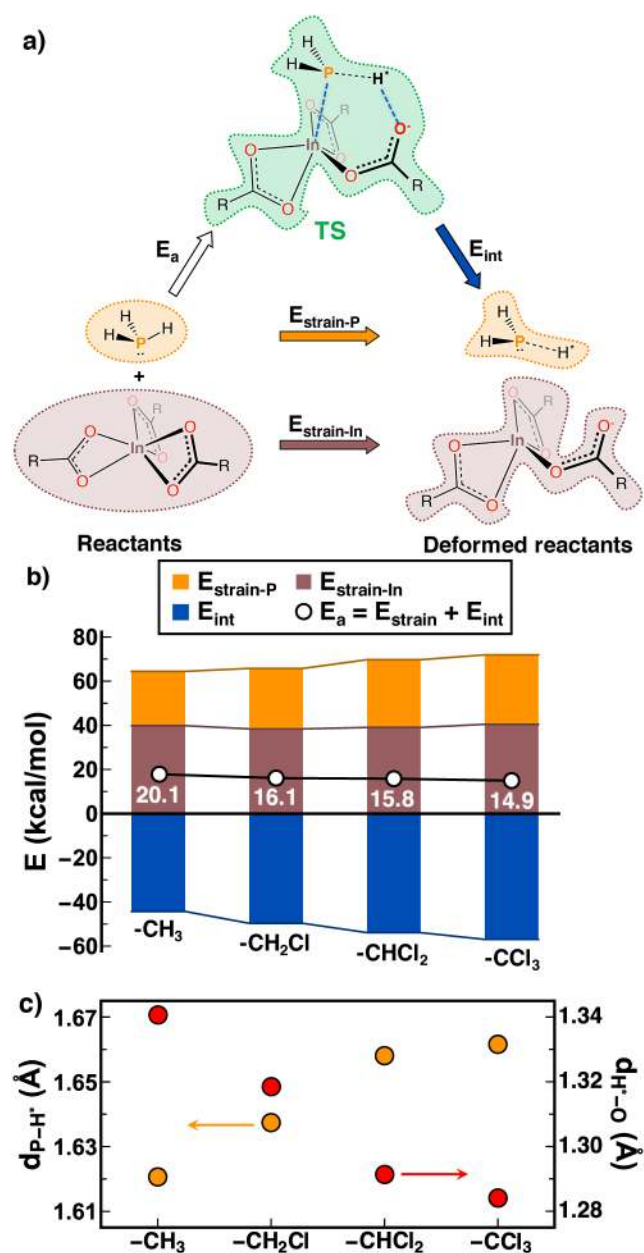 a)
H
H
P
H*
O
R
In
O
O-
O
O
O
R
R
TS
Ea
Eint
H
H
P
H
Estrain-P
H
H
P
H*
+
O
R
O
O
O
In
R
O
O
R
Estrain-In
O
R
O-
O
In
O
O
O
R
R
Reactants
Deformed reactants
b)
Estrain-P
Estrain-In
Eint
Ea = Estrain + Eint
80
60
40
20
0
−20
−40
−60
E (kcal/mol)
20.1
16.1
15.8
14.9
-CH3
-CH2Cl
-CHCl2
-CCl3
c)
1.67
1.65
1.63
1.61
dP−H* (Å)
1.34
1.32
1.30
1.28
dH*−O (Å)
−CH3
−CH2Cl
−CHCl2
−CCl3